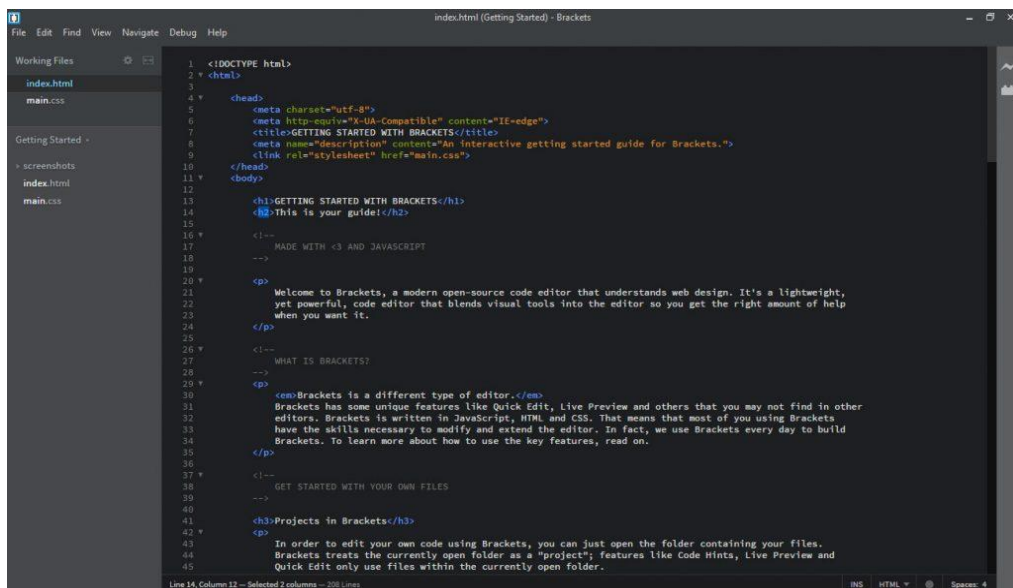 index.html (Getting Started) - Brackets
File Edit Find View Navigate Debug Help
Working Files
index.html
main.css
Getting Started
screenshots
index.html
main.css
1 <!DOCTYPE html>
2 <html>
3
4 <head>
5 <meta charset="utf-8">
6 <meta http-equiv="X-UA-Compatible" content="IE=edge">
7 <title>GETTING STARTED WITH BRACKETS</title>
8 <meta name="description" content="An interactive getting started guide for Brackets.">
9 <link rel="stylesheet" href="main.css">
10 </head>
11 <body>
12
13 <h1>GETTING STARTED WITH BRACKETS</h1>
14 <h2>This is your guide!</h2>
15
16 <!--
17 MADE WITH <3 AND JAVASCRIPT
18 -->
19
20 <p>
21 Welcome to Brackets, a modern open-source code editor that understands web design. It's a lightweight,
22 yet powerful, code editor that blends visual tools into the editor so you get the right amount of help
23 when you want it.
24 </p>
25
26 <!--
27 WHAT IS BRACKETS?
28 -->
29 <p>
30 <em>Brackets is a different type of editor.</em>
31 Brackets has some unique features like Quick Edit, Live Preview and others that you may not find in other
32 editors. Brackets is written in JavaScript, HTML and CSS. That means that most of you using Brackets
33 have the skills necessary to modify and extend the editor. In fact, we use Brackets every day to build
34 Brackets. To learn more about how to use the key features, read on.
35 </p>
36
37 <!--
38 GET STARTED WITH YOUR OWN FILES
39 -->
40
41 <h3>Projects in Brackets</h3>
42 <p>
43 In order to edit your own code using Brackets, you can just open the folder containing your files.
44 Brackets treats the currently open folder as a "project"; features like Code Hints, Live Preview and
45 Quick Edit only use files within the currently open folder.
Line 14, Column 12 — Selected 2 columns — 208 Lines
INS HTML Spaces: 4